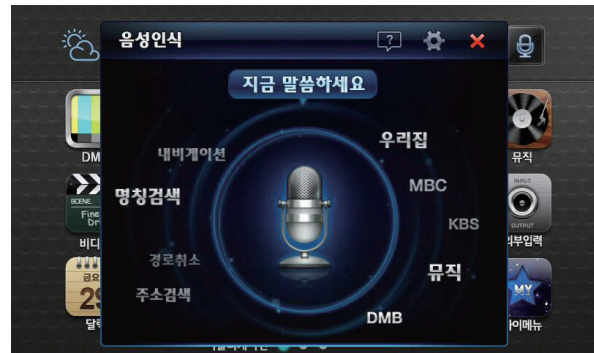 음성인식
?
지금 말씀하세요
우리집
내비게이션
DM
뮤직
MBC
명칭검색
INPUT
SCENE
KBS
Fine
Dr
OUTPUT
비디
외부입력
경로취소
금요
뮤직
주소검색
29
MY
DMB
달력
마이메뉴